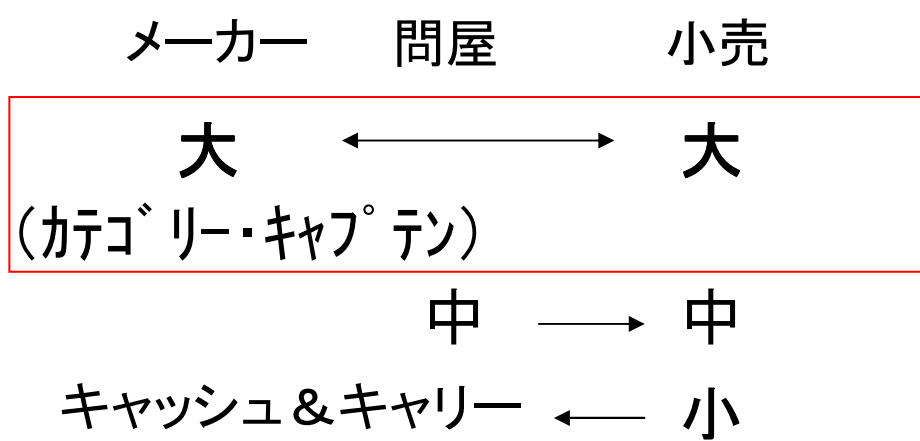 メーカー 問屋 小売
大 大
(カテゴリー・キャプテン)
中 中
キャッシュ&キャリー 小